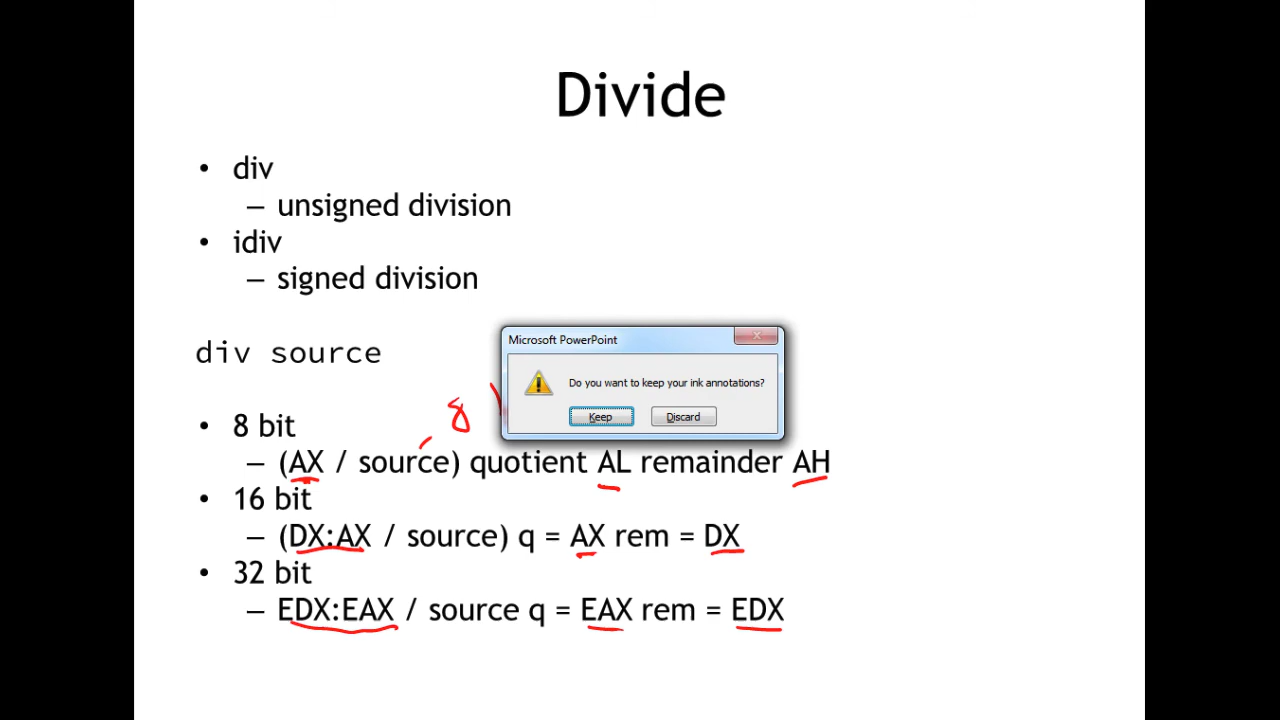 Divide
• div
– unsigned division
• idiv
– signed division
div source
Microsoft PowerPoint
Do you want to keep your ink annotations?
Keep Discard
8
• 8 bit
– (AX / source) quotient AL remainder AH
• 16 bit
– (DX:AX / source) q = AX rem = DX
• 32 bit
– EDX:EAX / source q = EAX rem = EDX